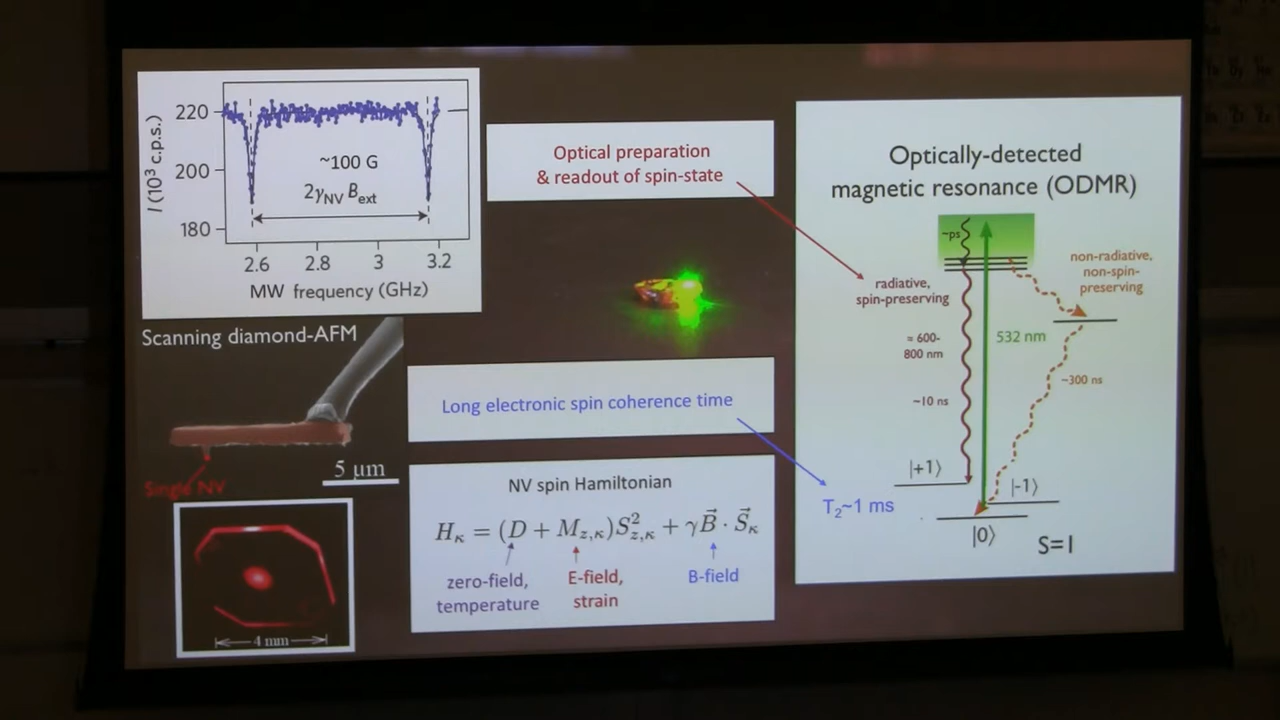 220
200
180
I (10³ c.p.s.)
~100 G
2γNV Bext
2.6 2.8 3 3.2
MW frequency (GHz)
Scanning diamond-AFM
Single NV
5 μm
4 mm
Optical preparation
& readout of spin-state
Long electronic spin coherence time
NV spin Hamiltonian
Hκ = (D + Mz,κ)S²z,κ + γB⃗ · S⃗κ
zero-field,
temperature
E-field,
strain
B-field
Optically-detected
magnetic resonance (ODMR)
~ps
radiative,
spin-preserving
non-radiative,
non-spin-
preserving
≈ 600-
800 nm
532 nm
~10 ns
~300 ns
|+1⟩
|-1⟩
|0⟩
S=1
T₂~1 ms